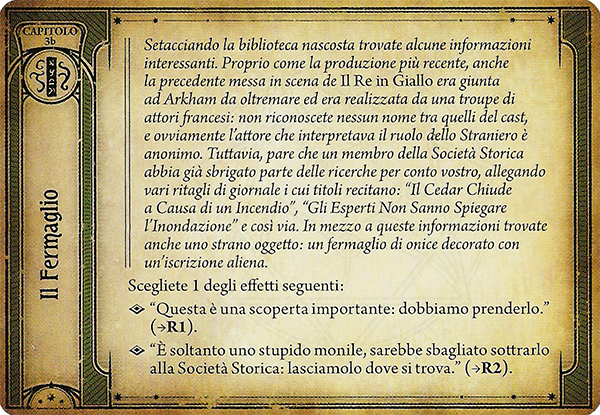 CAPITOLO
3b
Il Fermaglio
Setacciando la biblioteca nascosta trovate alcune informazioni
interessanti. Proprio come la produzione più recente, anche
la precedente messa in scena de Il Re in Giallo era giunta
ad Arkham da oltremare ed era realizzata da una troupe di
attori francesi: non riconoscete nessun nome tra quelli del cast,
e ovviamente l’attore che interpretava il ruolo dello Straniero è
anonimo. Tuttavia, pare che un membro della Società Storica
abbia già sbrigato parte delle ricerche per conto vostro, allegando
vari ritagli di giornale i cui titoli recitano: “Il Cedar Chiude
a Causa di un Incendio”, “Gli Esperti Non Sanno Spiegare
l’Inondazione” e così via. In mezzo a queste informazioni trovate
anche uno strano oggetto: un fermaglio di onice decorato con
un’iscrizione aliena.
Scegliete 1 degli effetti seguenti:
“Questa è una scoperta importante: dobbiamo prenderlo.”
(→R1).
“È soltanto uno stupido monile, sarebbe sbagliato sottrarlo
alla Società Storica: lasciamolo dove si trova.” (→R2).